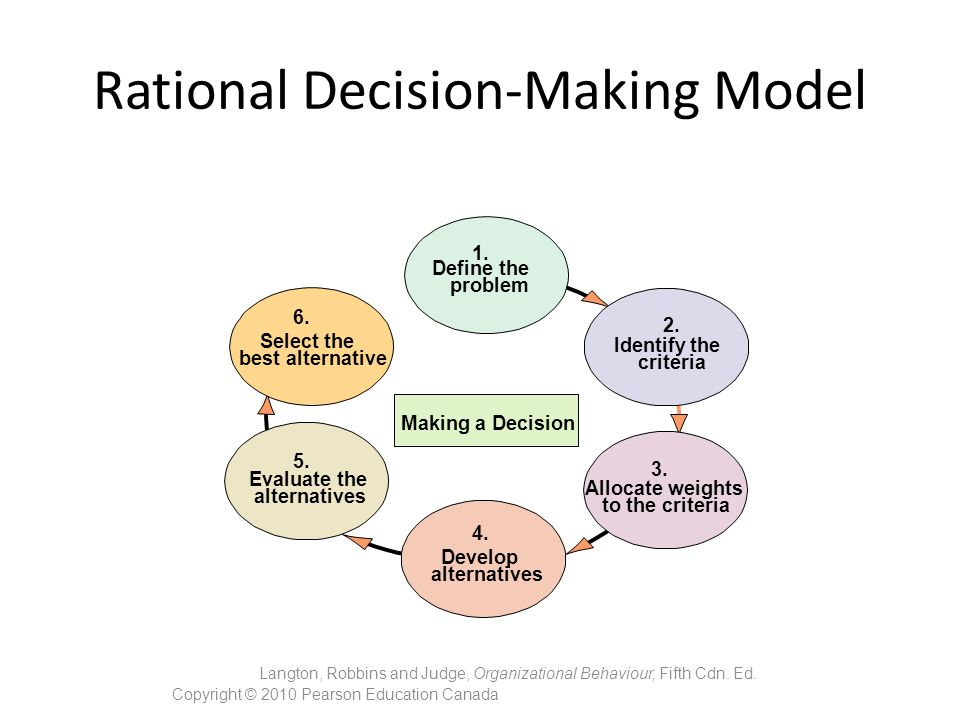 Rational Decision-Making Model
1.
Define the
problem
2.
Identify the
criteria
3.
Allocate weights
to the criteria
4.
Develop
alternatives
5.
Evaluate the
alternatives
6.
Select the
best alternative
Making a Decision
Langton, Robbins and Judge, Organizational Behaviour, Fifth Cdn. Ed.
Copyright © 2010 Pearson Education Canada